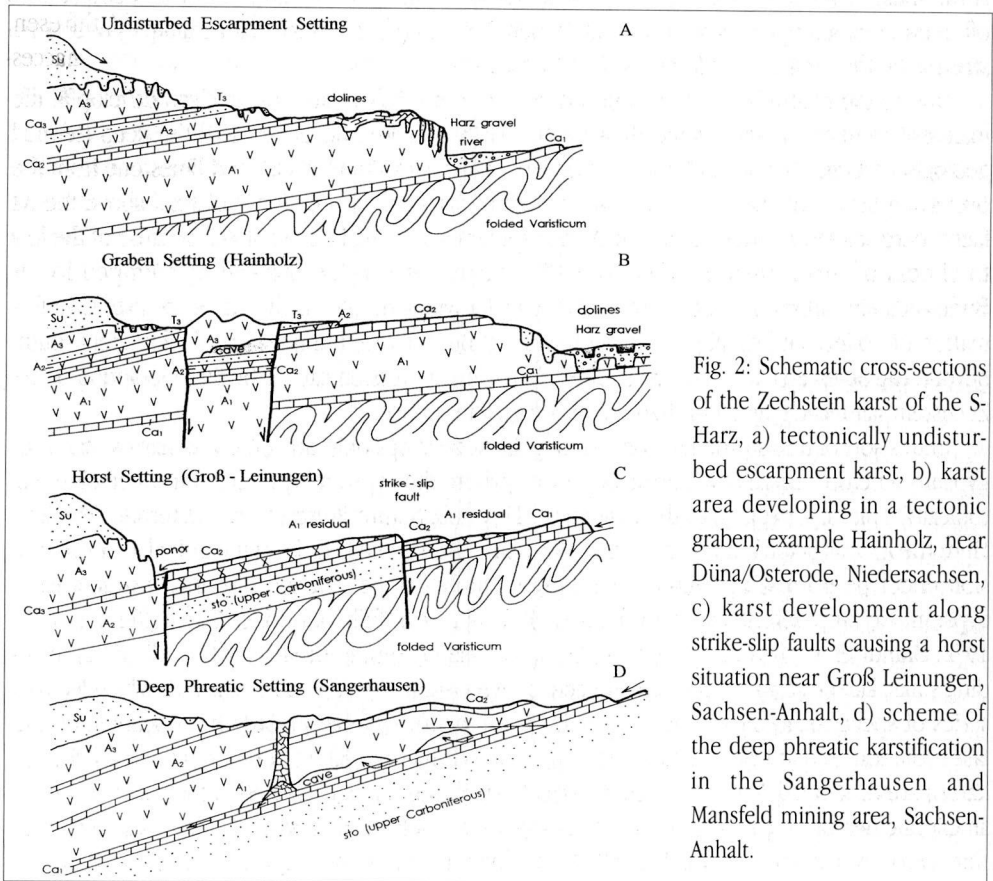 Undisturbed Escarpment Setting
A
Su
A3
T3
dolines
Ca3
A2
Harz gravel
river
Ca1
Ca2
A1
folded Varisticum
Graben Setting (Hainholz)
B
Su
T3
A3
T3
A2
Ca2
dolines
Harz gravel
A3
cave
A2
A2
Ca2
A1
A1
A1
Ca1
Ca1
folded Varisticum
Horst Setting (Groß - Leinungen)
C
strike - slip
fault
Su
A1 residual
A1 residual
Ca1
ponor
Ca2
Ca2
A3
Ca3
sto (upper Carboniferous)
A2
folded Varisticum
Deep Phreatic Setting (Sangerhausen)
D
Su
Ca2
A3
A2
cave
A1
sto (upper Carboniferous)
Ca1
Fig. 2: Schematic cross-sections
of the Zechstein karst of the S-
Harz, a) tectonically undistur-
bed escarpment karst, b) karst
area developing in a tectonic
graben, example Hainholz, near
Düna/Osterode, Niedersachsen,
c) karst development along
strike-slip faults causing a horst
situation near Groß Leinungen,
Sachsen-Anhalt, d) scheme of
the deep phreatic karstification
in the Sangerhausen and
Mansfeld mining area, Sachsen-
Anhalt.